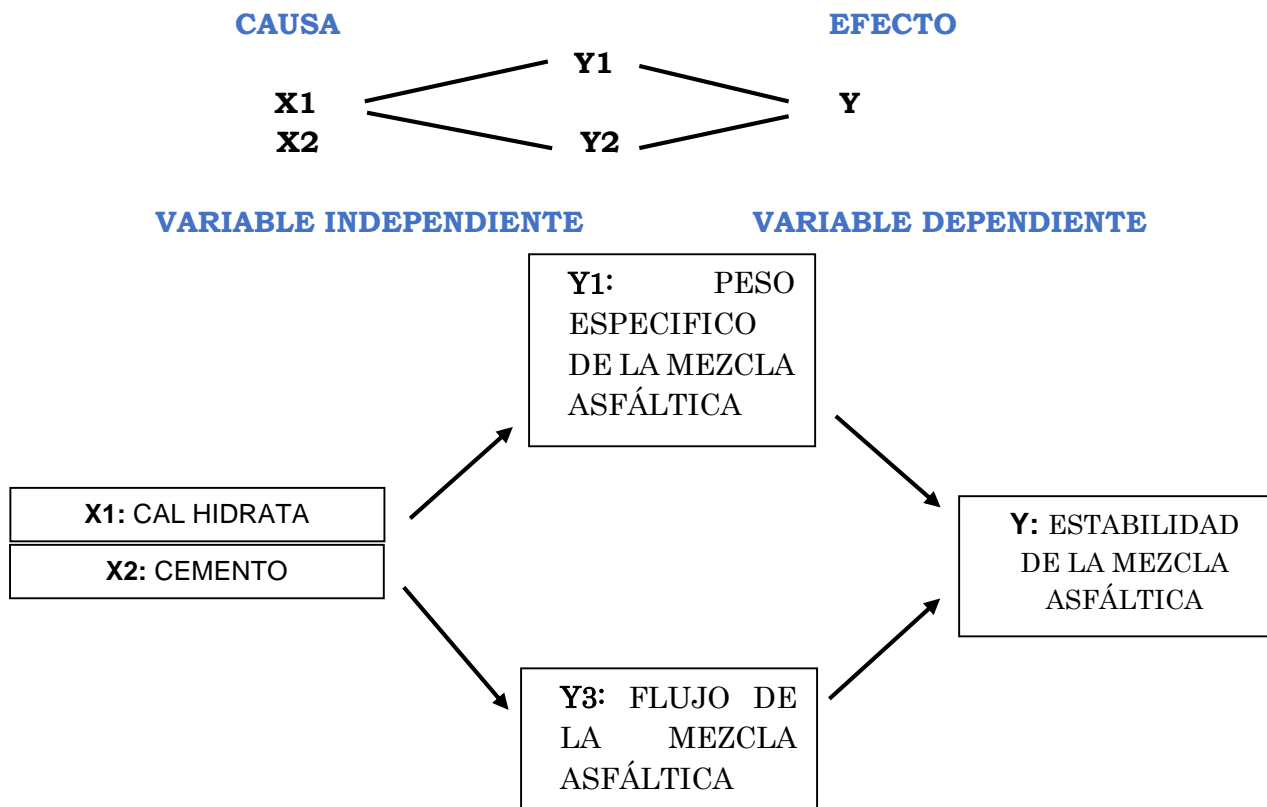 CAUSA EFECTO
Y1
X1 Y
X2 Y2
VARIABLE INDEPENDIENTE VARIABLE DEPENDIENTE
Y1: PESO
ESPECIFICO
DE LA MEZCLA
ASFÁLTICA
X1: CAL HIDRATA
X2: CEMENTO
Y: ESTABILIDAD
DE LA MEZCLA
ASFÁLTICA
Y3: FLUJO DE
LA MEZCLA
ASFÁLTICA